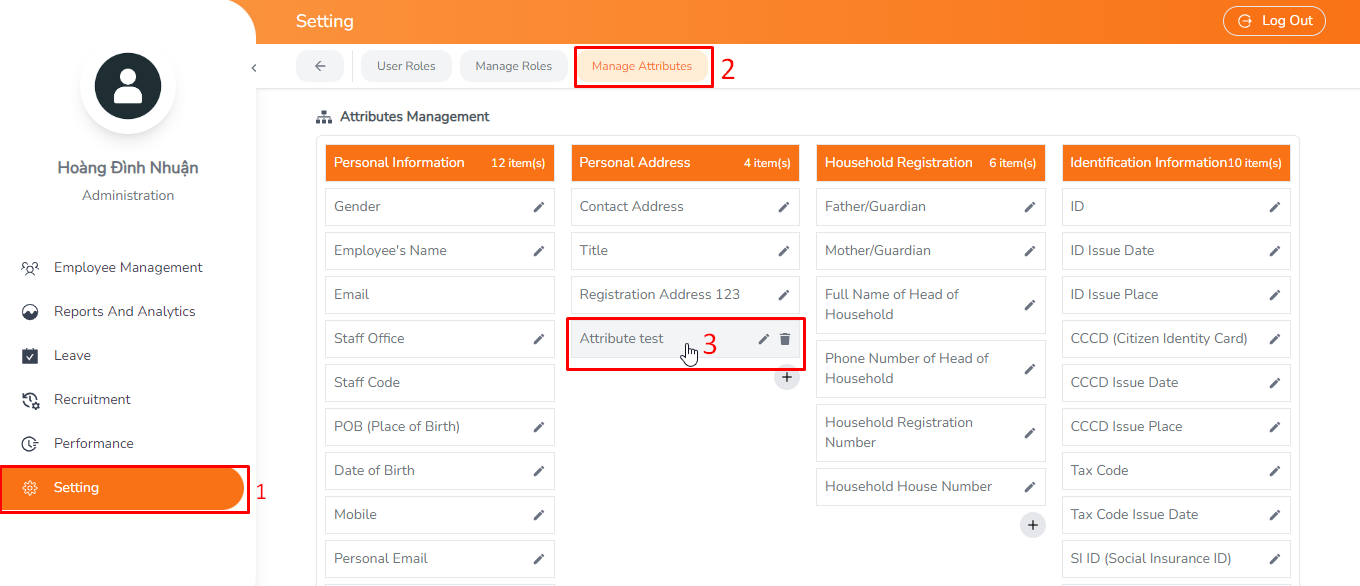 Setting
Log Out
User Roles
Manage Roles
Manage Attributes
2
Hoàng Đình Nhuận
Administration
Employee Management
Reports And Analytics
Leave
Recruitment
Performance
Setting
1
Attributes Management
Personal Information 12 item(s)
Gender
Employee's Name
Email
Staff Office
Staff Code
POB (Place of Birth)
Date of Birth
Mobile
Personal Email
Personal Address 4 item(s)
Contact Address
Title
Registration Address 123
Attribute test
3
Household Registration 6 item(s)
Father/Guardian
Mother/Guardian
Full Name of Head of
Household
Phone Number of Head of
Household
Household Registration
Number
Household House Number
Identification Information10 item(s)
ID
ID Issue Date
ID Issue Place
CCCD (Citizen Identity Card)
CCCD Issue Date
CCCD Issue Place
Tax Code
Tax Code Issue Date
SI ID (Social Insurance ID)